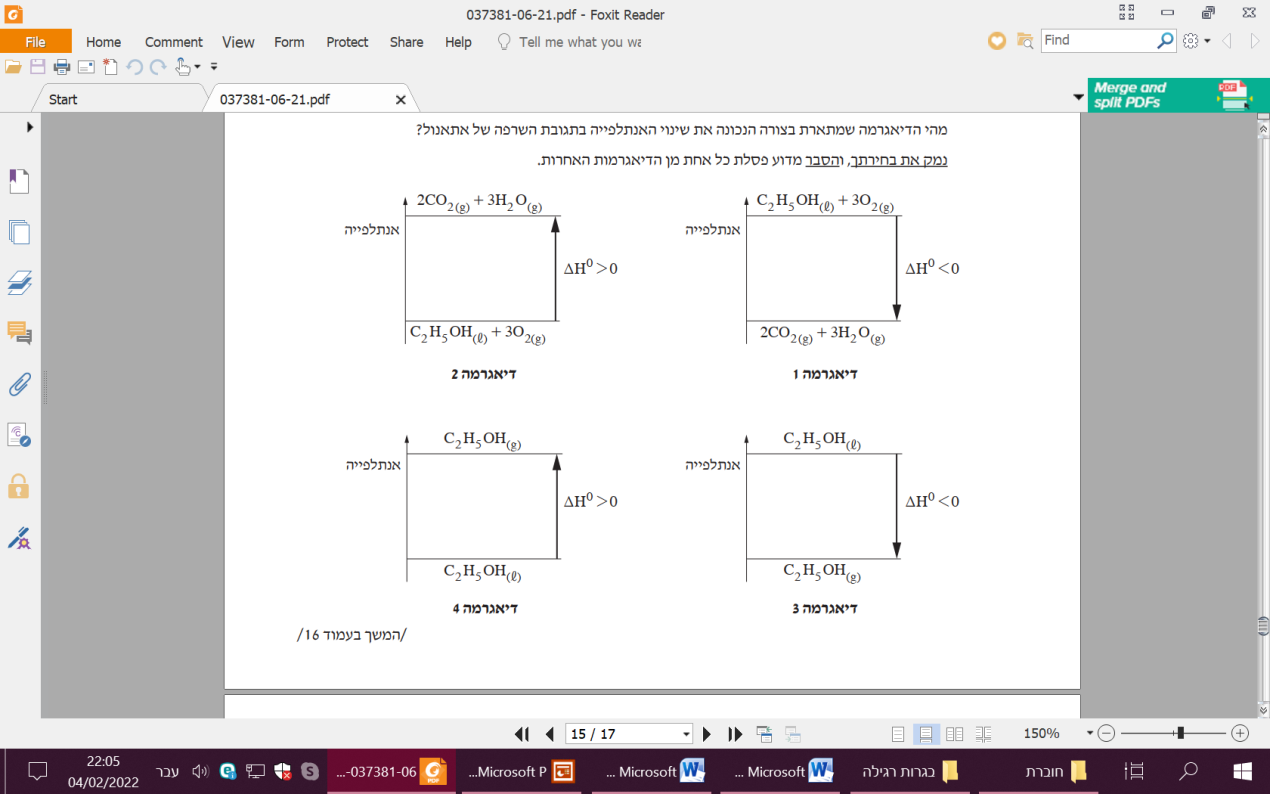 037381-06-21.pdf - Foxit Reader
File Home Comment View Form Protect Share Help Tell me what you wa
Find
Start 037381-06-21.pdf
Merge and
split PDFs
PDF
מהי הדיאגרמה שמתארת בצורה הנכונה את שינוי האנתלפייה בתגובת השרפה של אתאנול?
נמק את בחירתך, והסבר מדוע פסלת כל אחת מן הדיאגרמות האחרות.
C₂H₅OH(ℓ) + 3O₂(g)
אנתלפייה
ΔH⁰ < 0
2CO₂(g) + 3H₂O(g)
דיאגרמה 1
2CO₂(g) + 3H₂O(g)
אנתלפייה
ΔH⁰ > 0
C₂H₅OH(ℓ) + 3O₂(g)
דיאגרמה 2
C₂H₅OH(ℓ)
אנתלפייה
ΔH⁰ < 0
C₂H₅OH(g)
דיאגרמה 3
C₂H₅OH(g)
אנתלפייה
ΔH⁰ > 0
C₂H₅OH(ℓ)
דיאגרמה 4
/המשך בעמוד 16/
15 / 17
150%
22:05
04/02/2022
עבר
...037381-06-
...Microsoft P
... Microsoft
... Microsoft
בגרות רגילה
חוברת